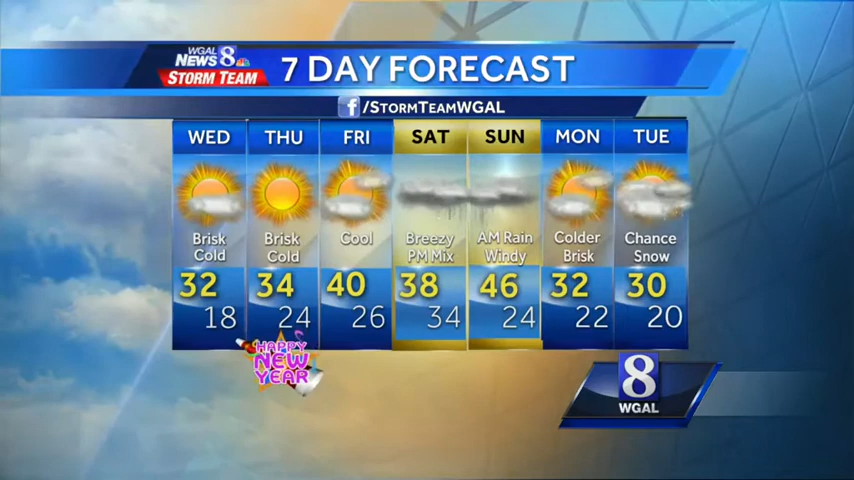 WGAL
NEWS 8
STORM TEAM
7 DAY FORECAST
f/STORMTEAMWGAL
WED THU FRI SAT SUN MON TUE
Brisk Brisk Cool Breezy AM Rain Colder Chance
Cold Cold PM Mix Windy Brisk Snow
32 34 40 38 46 32 30
18 24 26 34 24 22 20
HAPPY
NEW
YEAR
8
WGAL